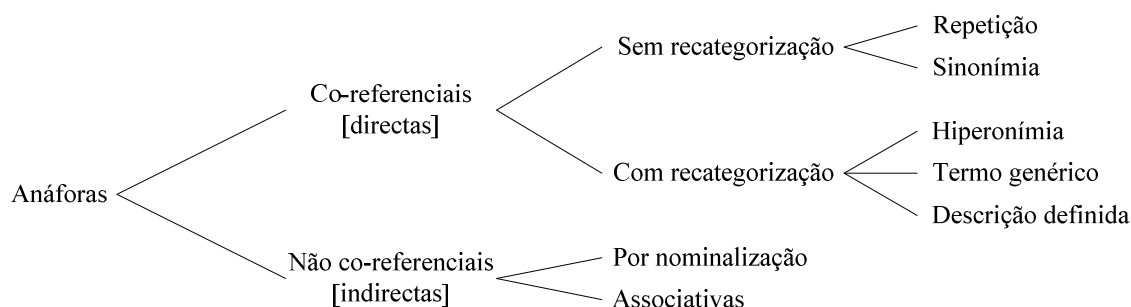 Anáforas
Co-referenciais
[directas]
Sem recategorização
Repetição
Sinonímia
Com recategorização
Hiperonímia
Termo genérico
Descrição definida
Não co-referenciais
[indirectas]
Por nominalização
Associativas